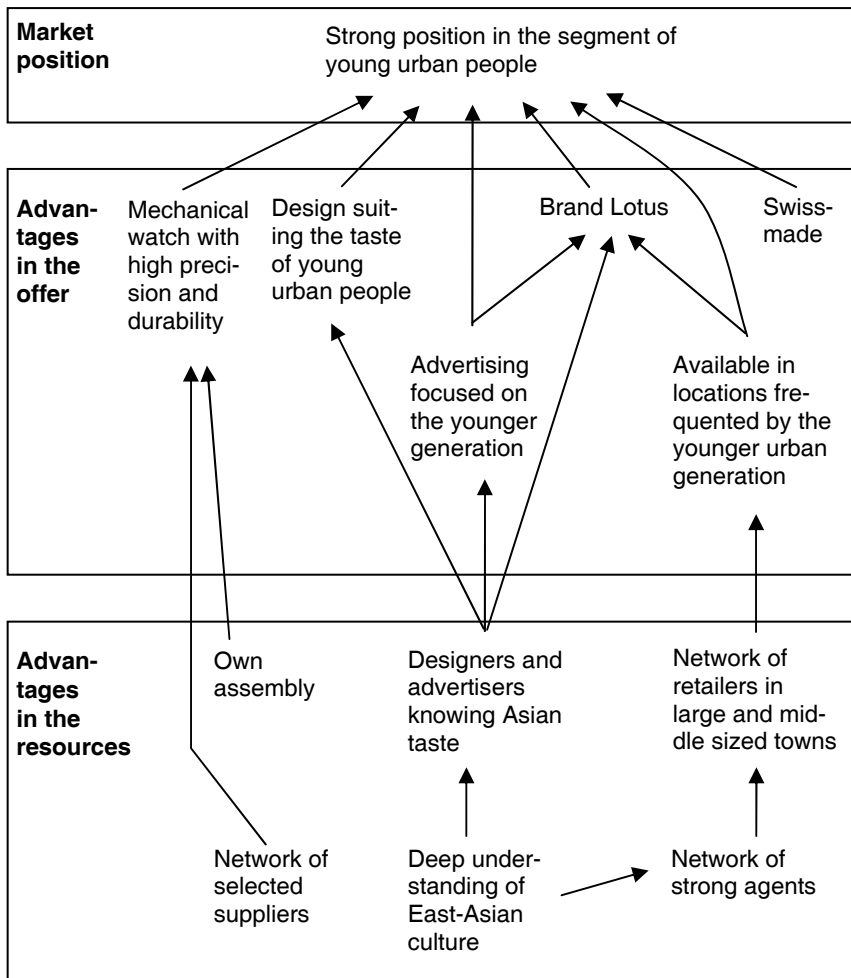 Market
position
Strong position in the segment of
young urban people
Advan-
tages
in the
offer
Mechanical
watch with
high preci-
sion and
durability
Design suit-
ing the taste
of young
urban people
Brand Lotus
Swiss-
made
Advertising
focused on
the younger
generation
Available in
locations fre-
quented by the
younger urban
generation
Advan-
tages
in the
resources
Own
assembly
Designers and
advertisers
knowing Asian
taste
Network of
retailers in
large and mid-
dle sized towns
Network of
selected
suppliers
Deep under-
standing of
East-Asian
culture
Network of
strong agents